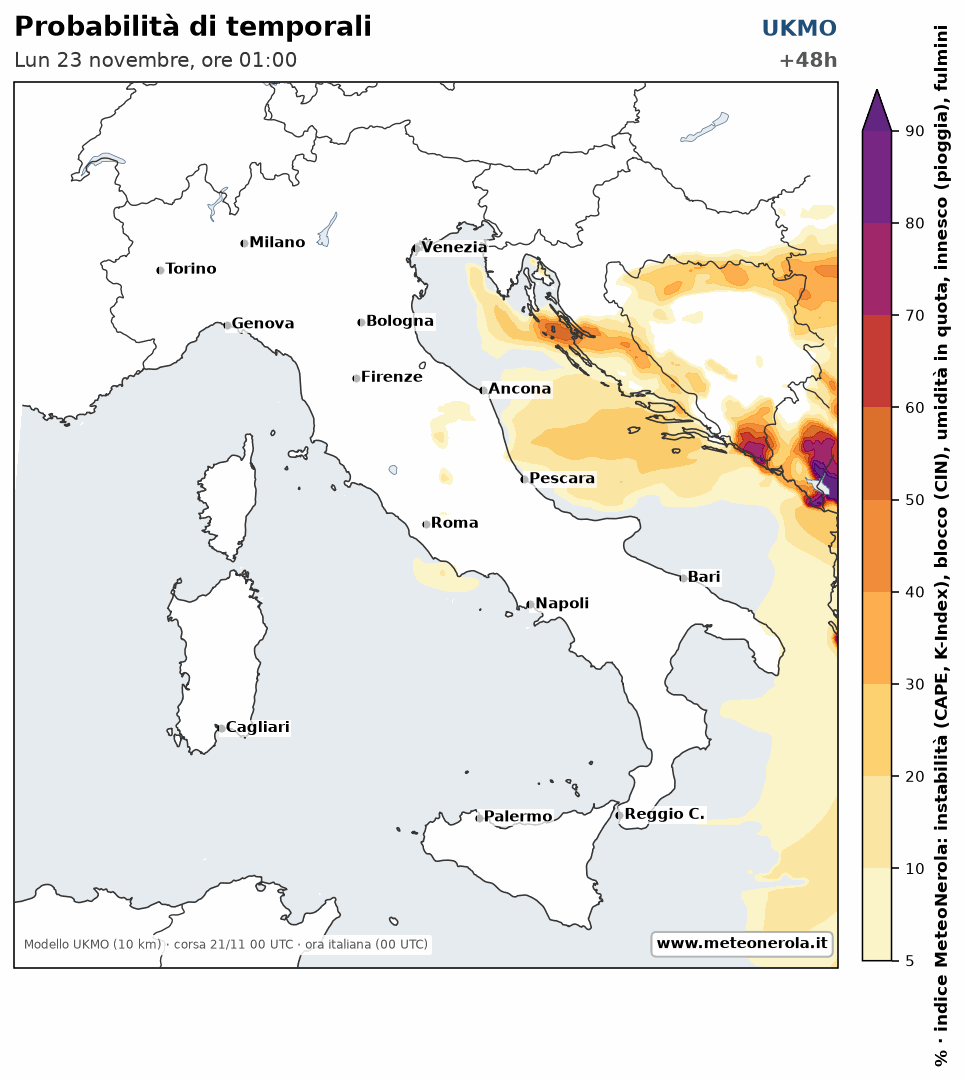 Probabilità di temporali
UKMO
Lun 23 novembre, ore 01:00
+48h
Milano
Venezia
Torino
Genova
Bologna
Firenze
Ancona
Pescara
Roma
Bari
Napoli
Cagliari
Palermo
Reggio C.
Modello UKMO (10 km) · corsa 21/11 00 UTC · ora italiana (00 UTC)
www.meteonerola.it
90
80
70
60
50
40
30
20
10
5
% · indice MeteoNerola: instabilità (CAPE, K-Index), blocco (CIN), umidità in quota, innesco (pioggia), fulmini